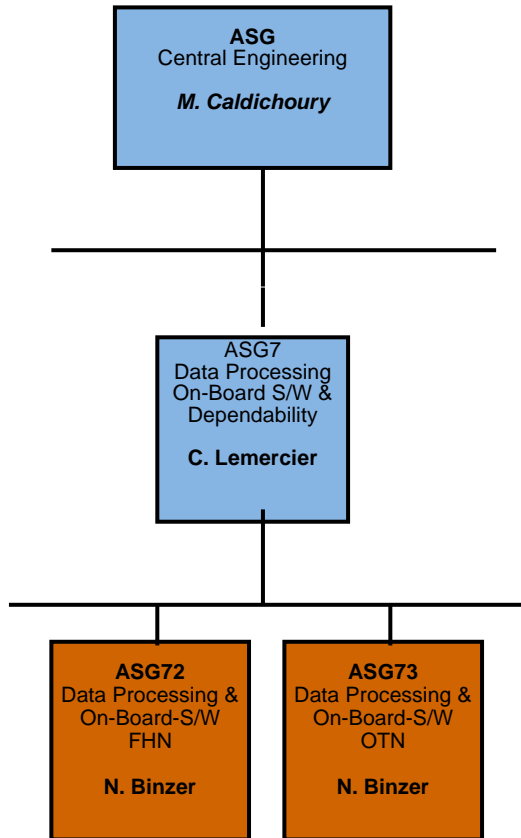 ASG
Central Engineering
M. Caldichoury
ASG7
Data Processing
On-Board S/W &
Dependability
C. Lemercier
ASG72
Data Processing &
On-Board-S/W
FHN
N. Binzer
ASG73
Data Processing &
On-Board-S/W
OTN
N. Binzer